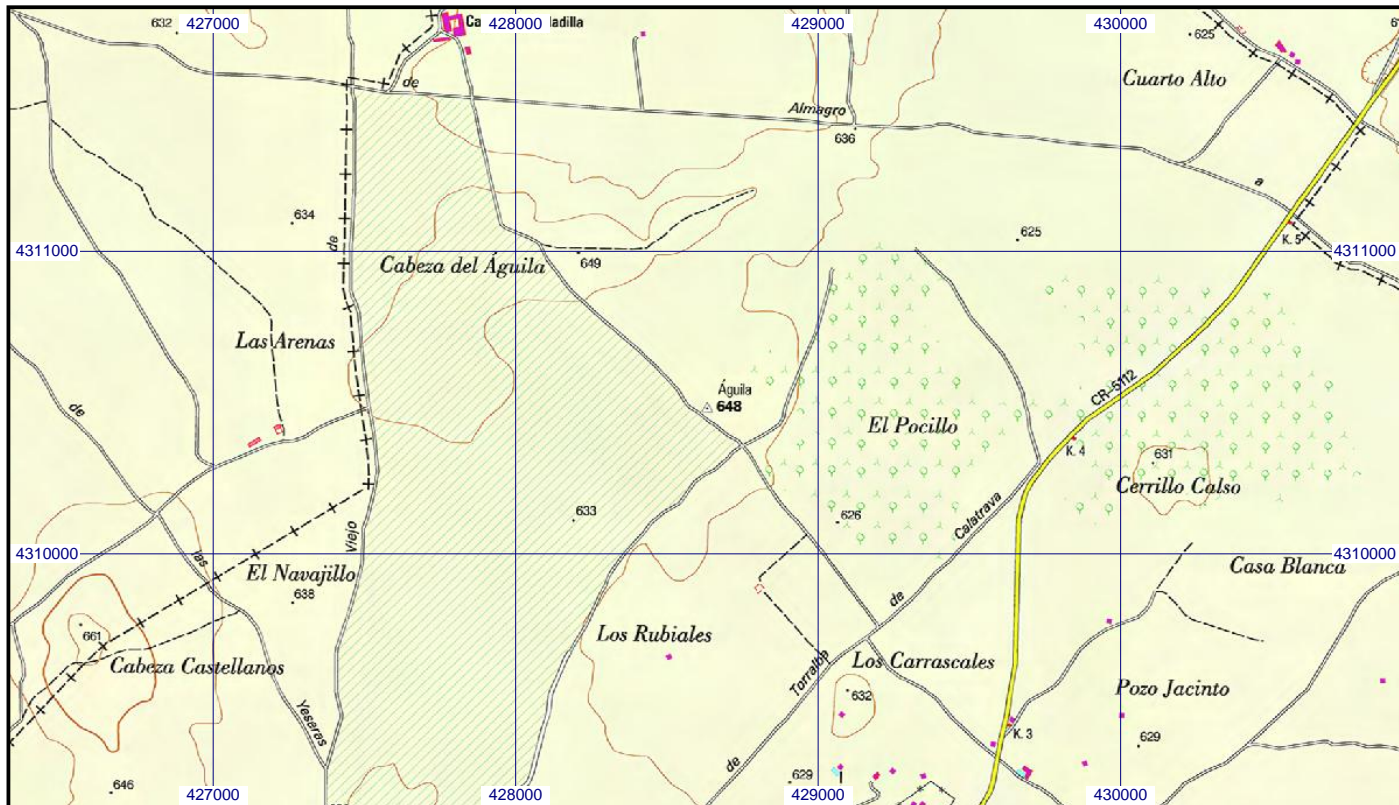 632
427000
428000
429000
430000
625
adilla
de
Cuarto Alto
Almagro
636
a
634
de
625
K. 5
4311000
4311000
649
Cabeza del Águila
Las Arenas
Águila
648
de
CR-5112
El Pocillo
K. 4
631
Cerrillo Calso
633
626
Calatrava
Viejo
4310000
4310000
las
El Navajillo
Casa Blanca
638
de
661
Los Rubiales
Cabeza Castellanos
Torralba
Los Carrascales
632
Pozo Jacinto
Yeseras
K. 3
629
de
629
646
427000
428000
429000
430000